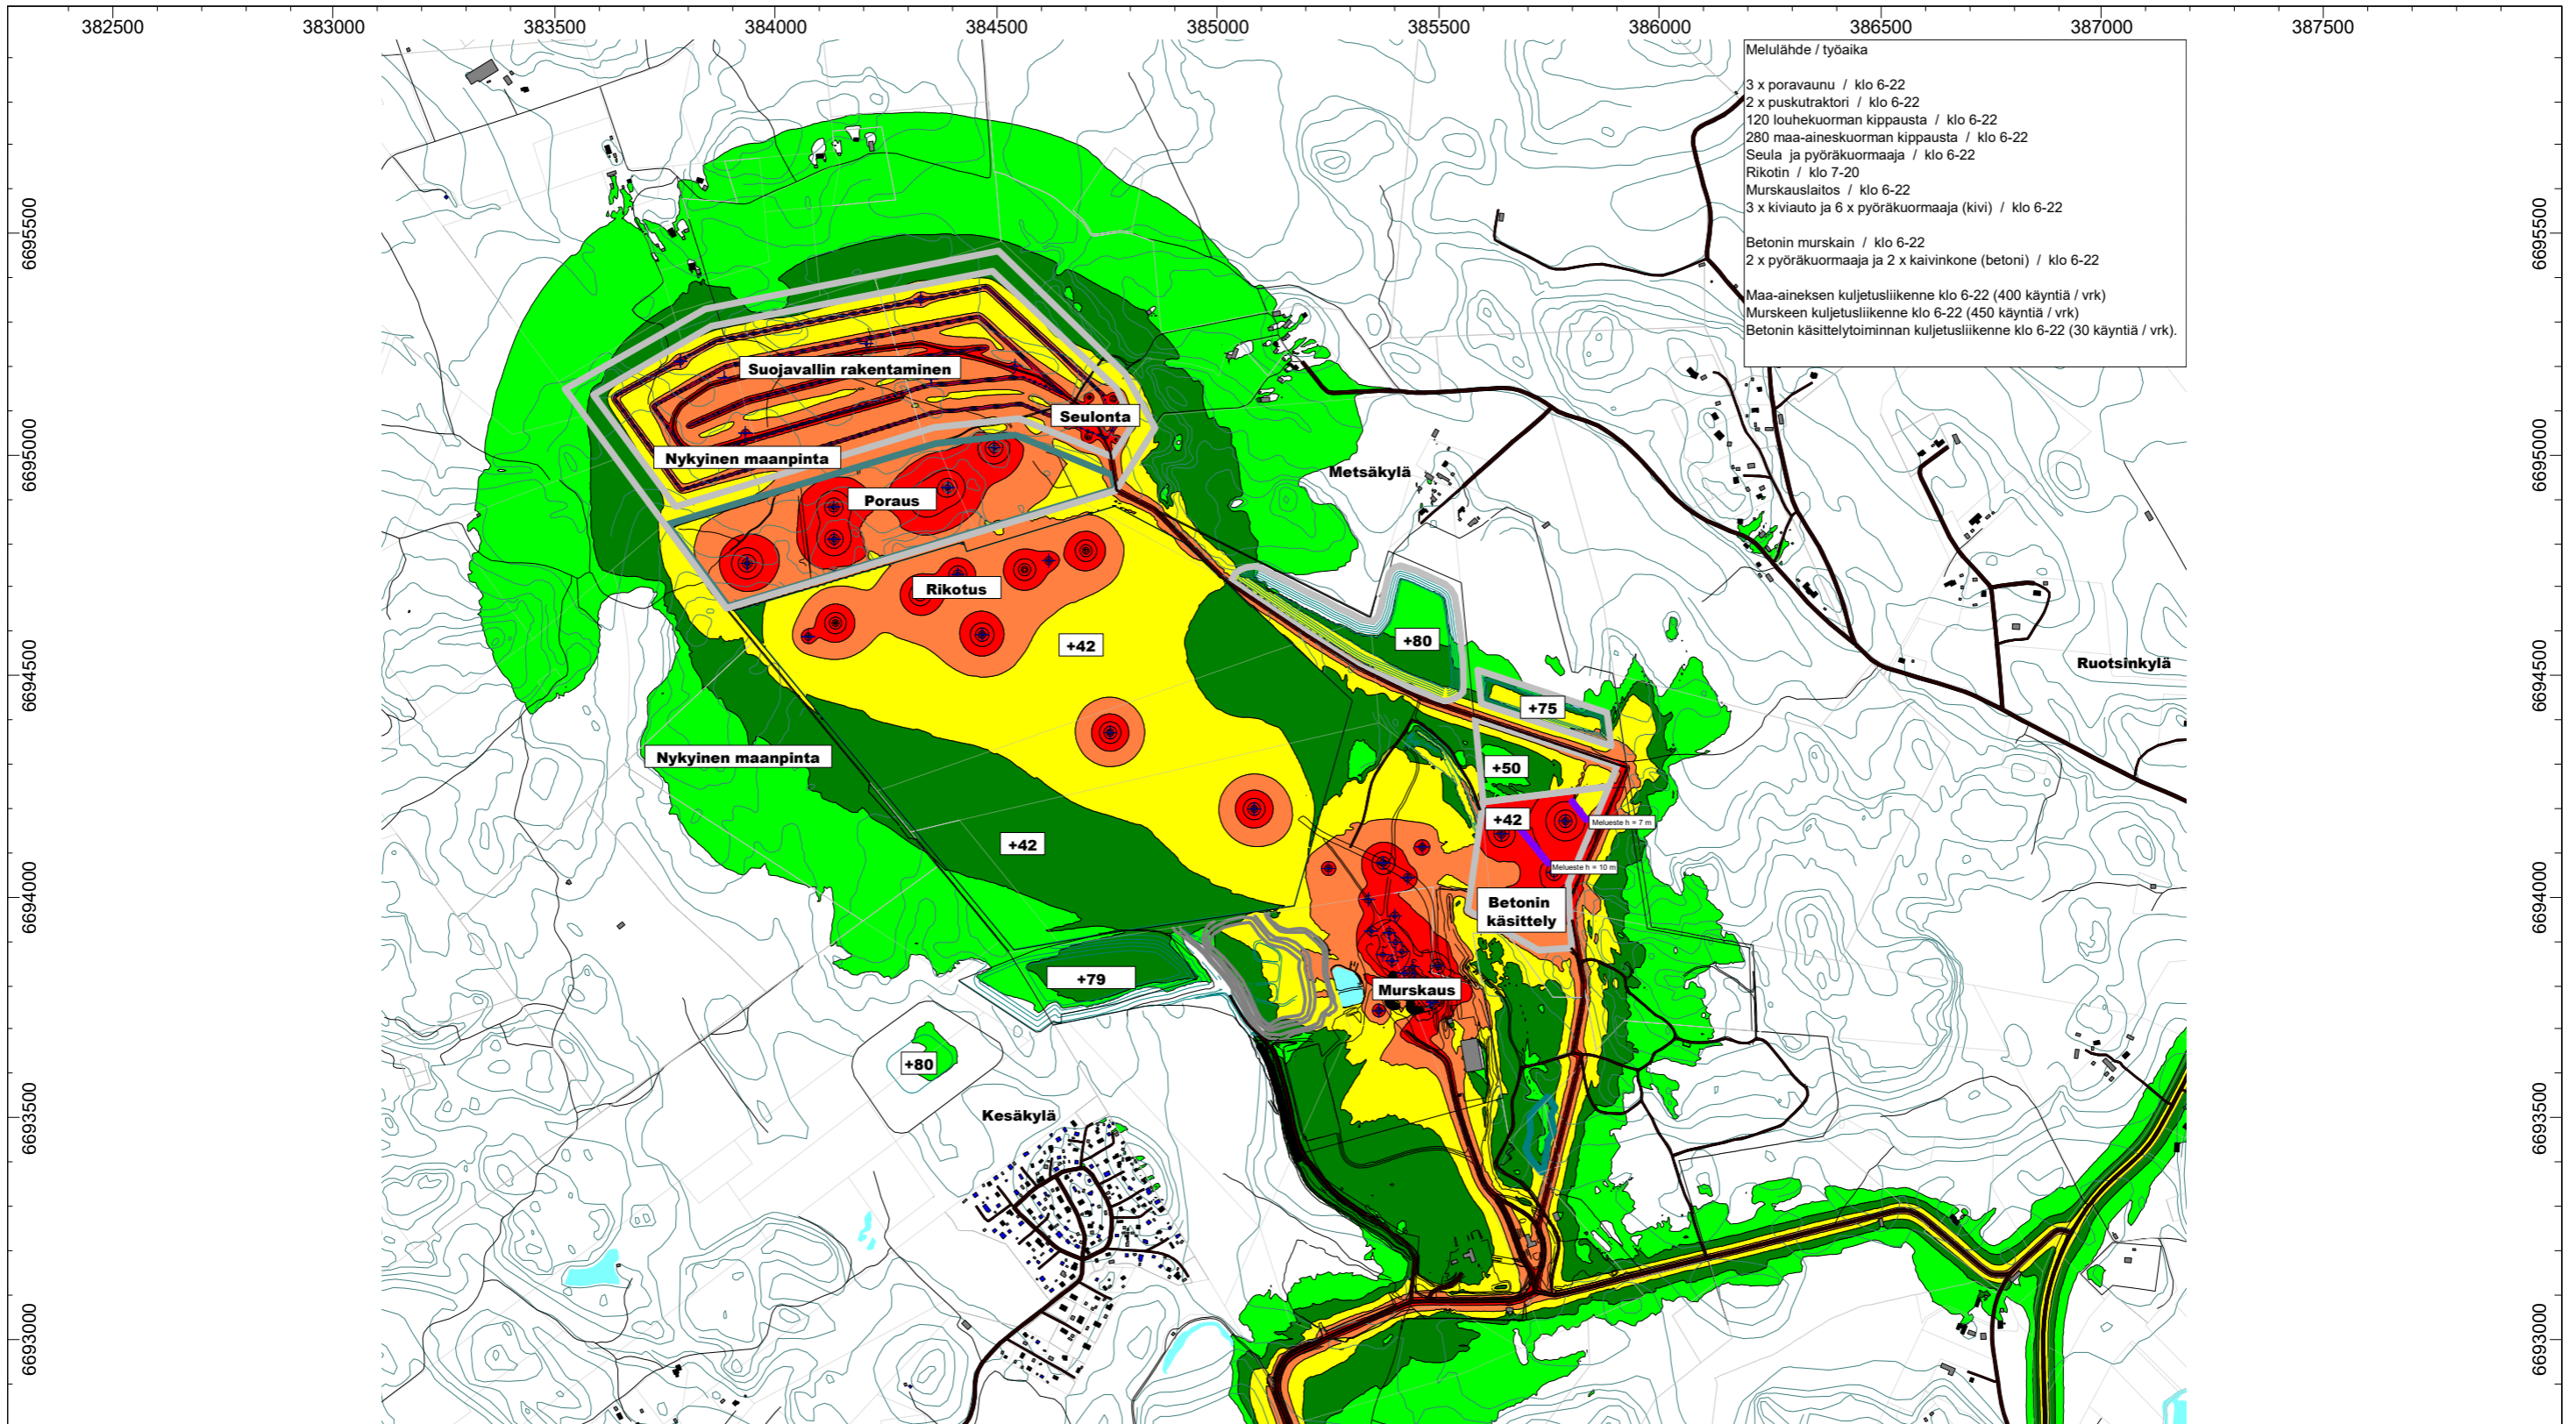 382500 383000 383500 384000 384500 385000 385500 386000 386500 387000 387500
Melulähde / työaika
3 x poravaunu / klo 6-22
2 x puskutraktori / klo 6-22
120 louhekuorman kippausta / klo 6-22
280 maa-aineskuorman kippausta / klo 6-22
Seula ja pyöräkuormaaja / klo 6-22
Rikotin / klo 7-20
Murskauslaitos / klo 6-22
3 x kiviauto ja 6 x pyöräkuormaaja (kivi) / klo 6-22
Betonin murskain / klo 6-22
2 x pyöräkuormaaja ja 2 x kaivinkone (betoni) / klo 6-22
Maa-aineksen kuljetusliikenne klo 6-22 (400 käyntiä / vrk)
Murskeen kuljetusliikenne klo 6-22 (450 käyntiä / vrk)
Betonin käsittelytoiminnan kuljetusliikenne klo 6-22 (30 käyntiä / vrk).
6695500 6695500
Suojavallin rakentaminen
Seulonta
Nykyinen maanpinta
6695000 6695000
Metsäkylä
Poraus
Rikotus
+42
+80
Ruotsinkylä
6694500 6694500
+75
Nykyinen maanpinta
+50
+42
Melueste h = 7 m
+42
Melueste h = 10 m
6694000 6694000
Betonin
käsittely
+79
Murskaus
+80
Kesäkylä
6693500 6693500
6693000 6693000